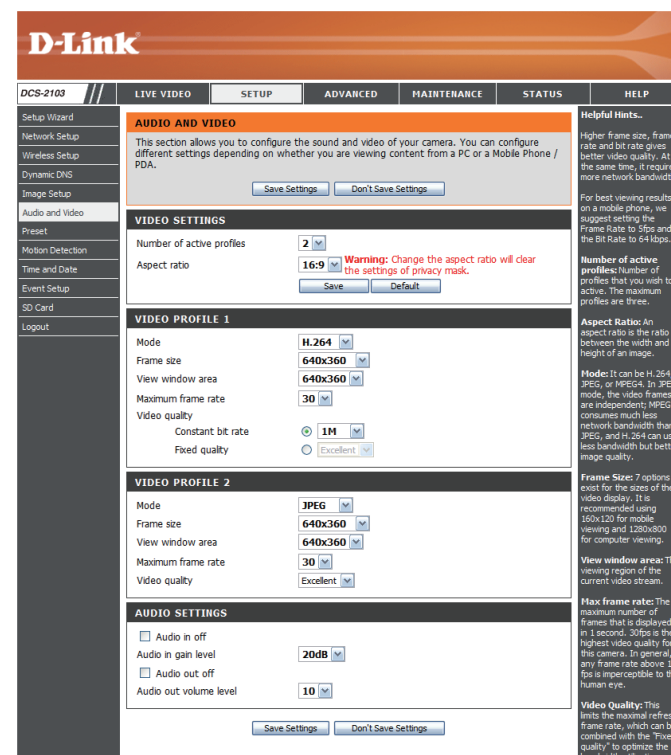 D-Link
DCS-2103
LIVE VIDEO
SETUP
ADVANCED
MAINTENANCE
STATUS
HELP
Setup Wizard
Network Setup
Wireless Setup
Dynamic DNS
Image Setup
Audio and Video
Preset
Motion Detection
Time and Date
Event Setup
SD Card
Logout
AUDIO AND VIDEO
This section allows you to configure the sound and video of your camera. You can configure
different settings depending on whether you are viewing content from a PC or a Mobile Phone /
PDA.
Save Settings
Don't Save Settings
VIDEO SETTINGS
Number of active profiles 2
Aspect ratio 16:9 Warning: Change the aspect ratio will clear
the settings of privacy mask.
Save
Default
VIDEO PROFILE 1
Mode H.264
Frame size 640x360
View window area 640x360
Maximum frame rate 30
Video quality
Constant bit rate 1M
Fixed quality Excellent
VIDEO PROFILE 2
Mode JPEG
Frame size 640x360
View window area 640x360
Maximum frame rate 30
Video quality Excellent
AUDIO SETTINGS
Audio in off
Audio in gain level 20dB
Audio out off
Audio out volume level 10
Save Settings
Don't Save Settings
Helpful Hints..
Higher frame size, frame
rate and bit rate gives
better video quality. At
the same time, it require
more network bandwidt
For best viewing results
on a mobile phone, we
suggest setting the
Frame Rate to 5fps and
the Bit Rate to 64 kbps.
Number of active
profiles: Number of
profiles that you wish to
active. The maximum
profiles are three.
Aspect Ratio: An
aspect ratio is the ratio
between the width and
height of an image.
Mode: It can be H.264,
JPEG, or MPEG4. In JPE
mode, the video frames
are independent; MPEG
consumes much less
network bandwidth than
JPEG, and H.264 can us
less bandwidth but bett
image quality.
Frame Size: 7 options
exist for the sizes of the
video display. It is
recommended using
160x120 for mobile
viewing and 1280x800
for computer viewing.
View window area: Th
viewing region of the
current video stream.
Max frame rate: The
maximum number of
frames that is displayed
in 1 second. 30fps is the
highest video quality for
this camera. In general,
any frame rate above 1
fps is imperceptible to th
human eye.
Video Quality: This
limits the maximal refres
frame rate, which can b
combined with the "Fixe
quality" to optimize the